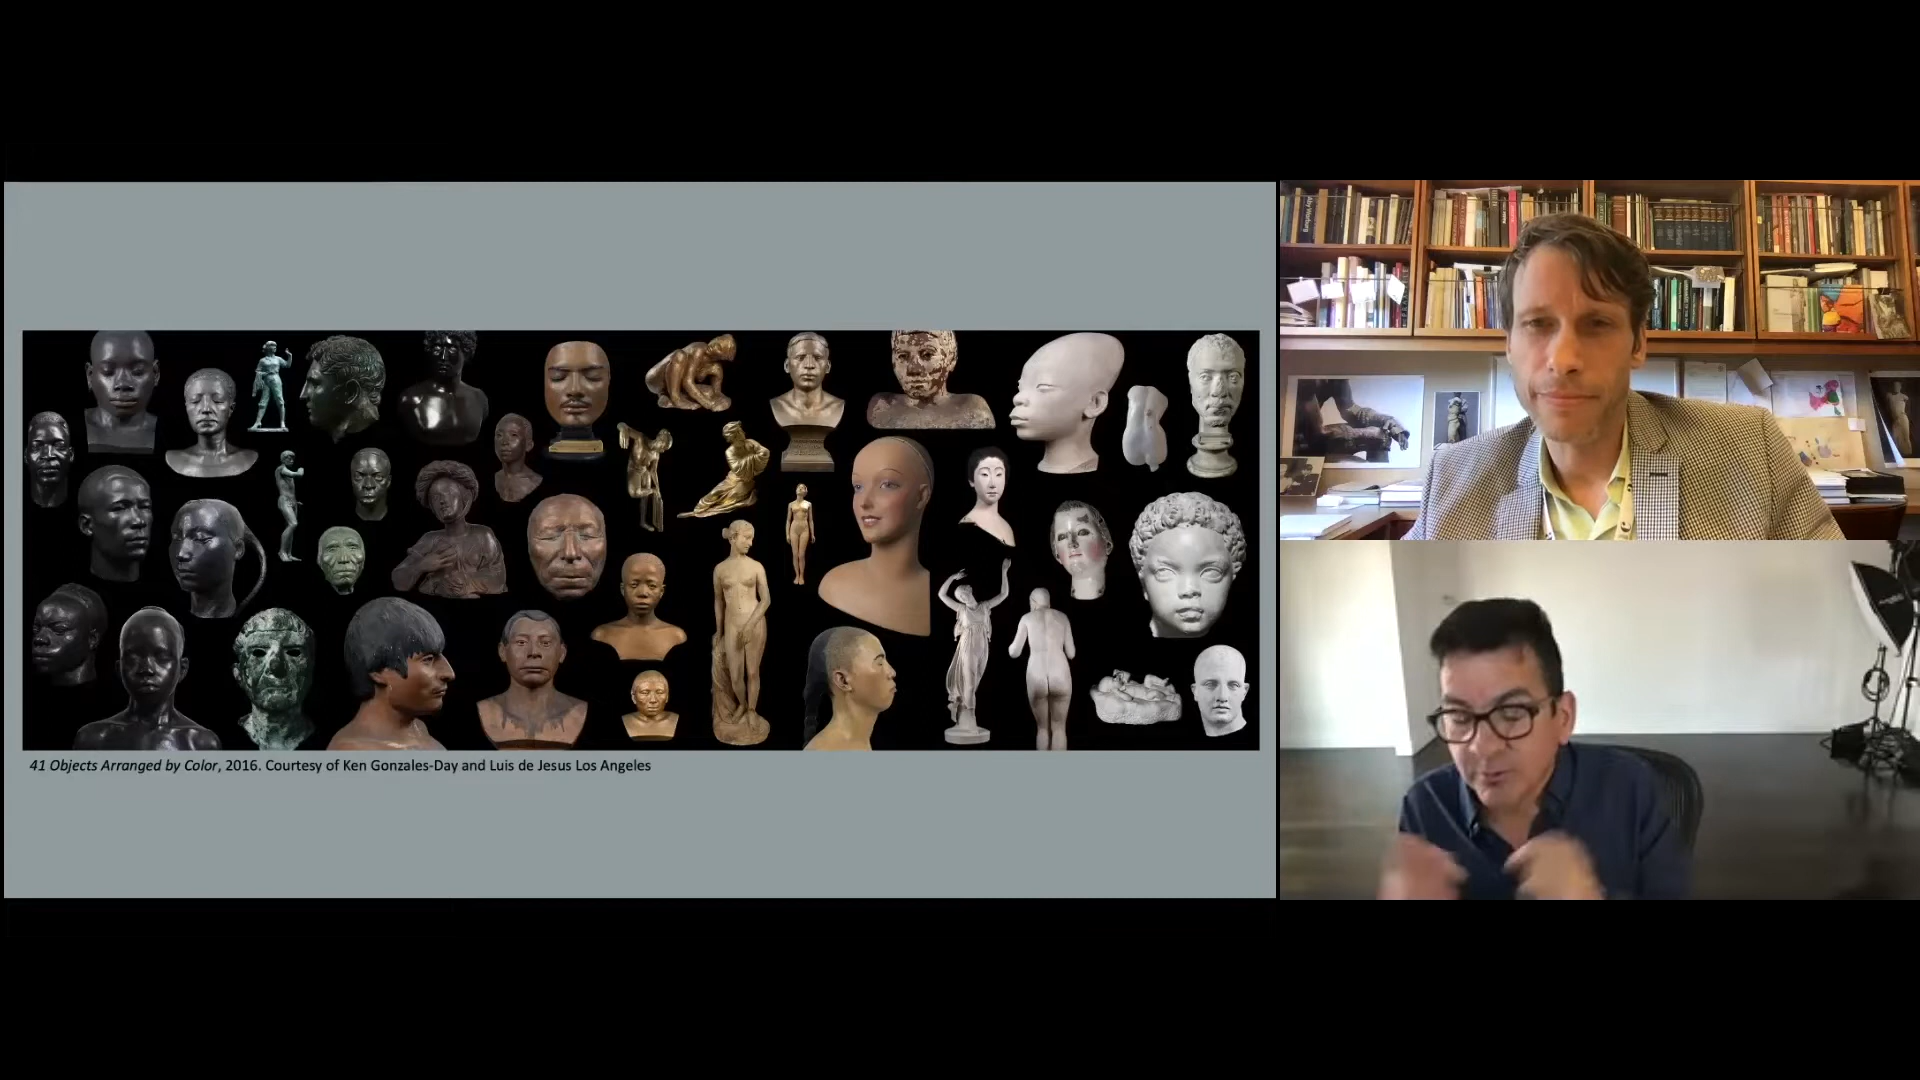 41 Objects Arranged by Color, 2016. Courtesy of Ken Gonzales-Day and Luis de Jesus Los Angeles